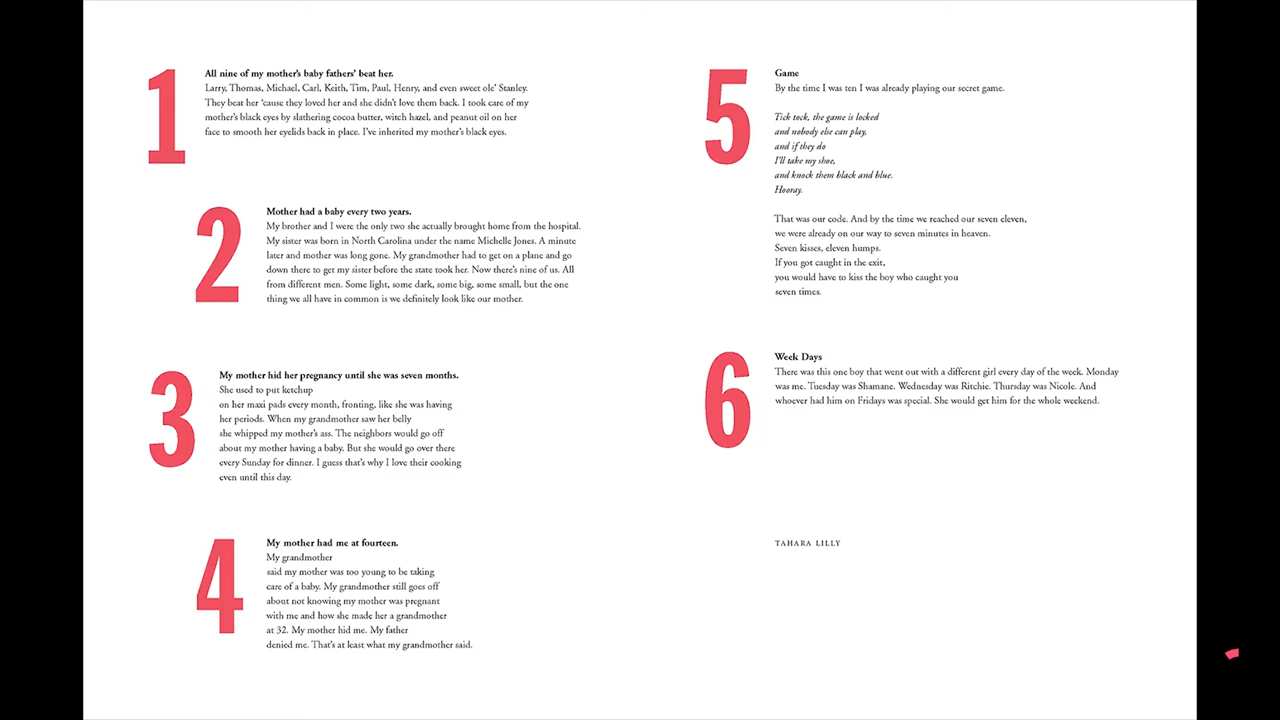 1
All nine of my mother's baby fathers' beat her.
Larry, Thomas, Michael, Carl, Keith, Tim, Paul, Henry, and even sweet ole' Stanley.
They beat her 'cause they loved her and she didn't love them back. I took care of my
mother's black eyes by slathering cocoa butter, witch hazel, and peanut oil on her
face to smooth her eyelids back in place. I've inherited my mother's black eyes.
2
Mother had a baby every two years.
My brother and I were the only two she actually brought home from the hospital.
My sister was born in North Carolina under the name Michelle Jones. A minute
later and mother was long gone. My grandmother had to get on a plane and go
down there to get my sister before the state took her. Now there's nine of us. All
from different men. Some light, some dark, some big, some small, but the one
thing we all have in common is we definitely look like our mother.
3
My mother hid her pregnancy until she was seven months.
She used to put ketchup
on her maxi pads every month, fronting, like she was having
her periods. When my grandmother saw her belly
she whipped my mother's ass. The neighbors would go off
about my mother having a baby. But she would go over there
every Sunday for dinner. I guess that's why I love their cooking
even until this day.
4
My mother had me at fourteen.
My grandmother
said my mother was too young to be taking
care of a baby. My grandmother still goes off
about not knowing my mother was pregnant
with me and how she made her a grandmother
at 32. My mother hid me. My father
denied me. That's at least what my grandmother said.
5
Game
By the time I was ten I was already playing our secret game.
Tick tock, the game is locked
and nobody else can play.
and if they do
I'll take my shoe,
and knock them black and blue.
Hooray.
That was our code. And by the time we reached our seven eleven,
we were already on our way to seven minutes in heaven.
Seven kisses, eleven humps.
If you got caught in the exit,
you would have to kiss the boy who caught you
seven times.
6
Week Days
There was this one boy that went out with a different girl every day of the week. Monday
was me. Tuesday was Shamane. Wednesday was Ritchie. Thursday was Nicole. And
whoever had him on Fridays was special. She would get him for the whole weekend.
TAHARA LILLY